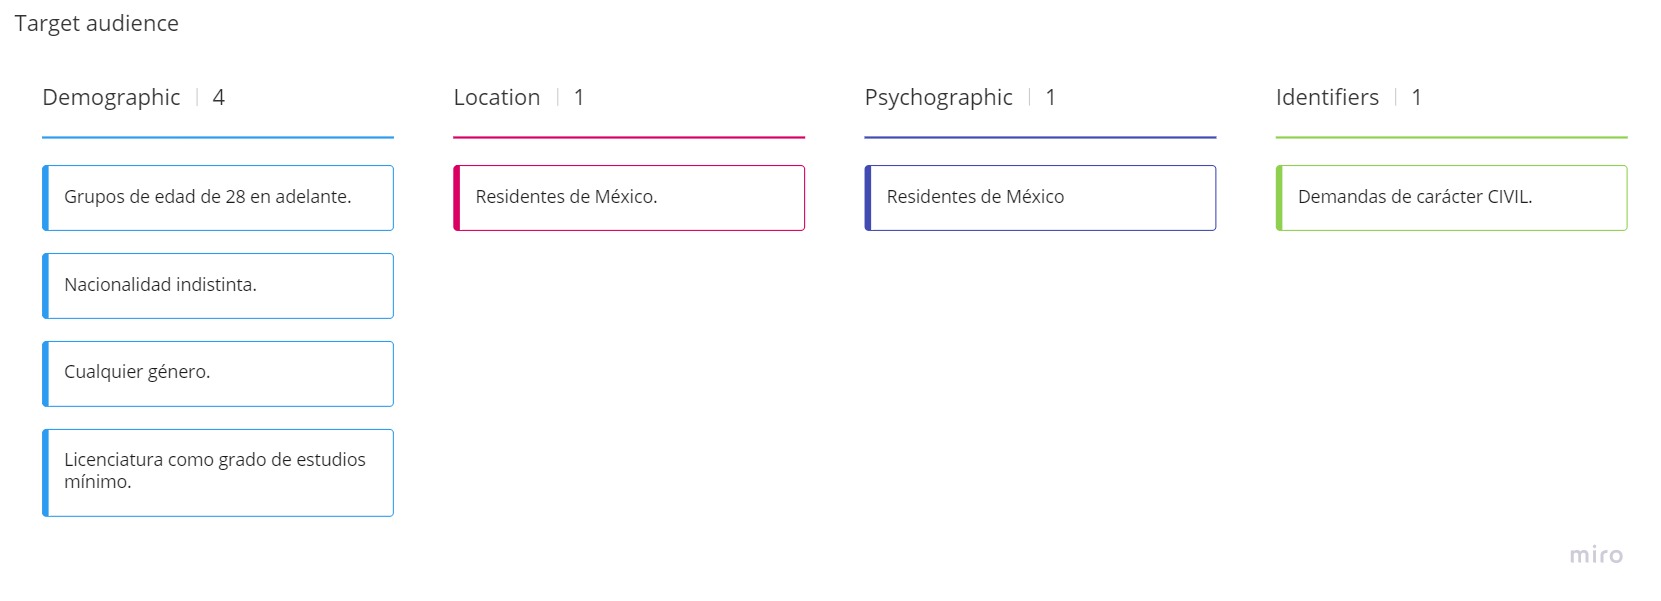 Target audience
Demographic | 4
Grupos de edad de 28 en adelante.
Nacionalidad indistinta.
Cualquier género.
Licenciatura como grado de estudios
mínimo.
Location | 1
Residentes de México.
Psychographic | 1
Residentes de México
Identifiers | 1
Demandas de carácter CIVIL.
miro